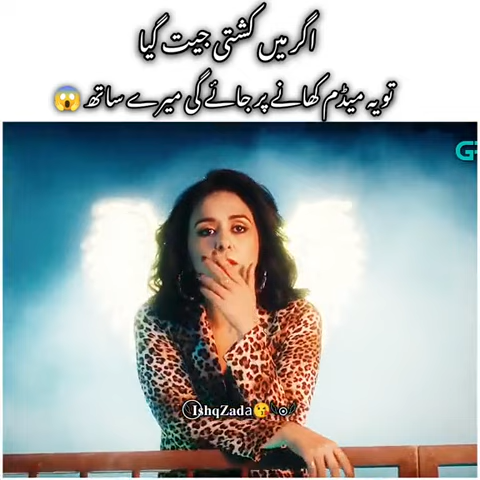 اگر میں کشتی جیت گیا
تو یہ میڈم کھانے پر جائے گی میرے ساتھ 😱
IshqZada😘